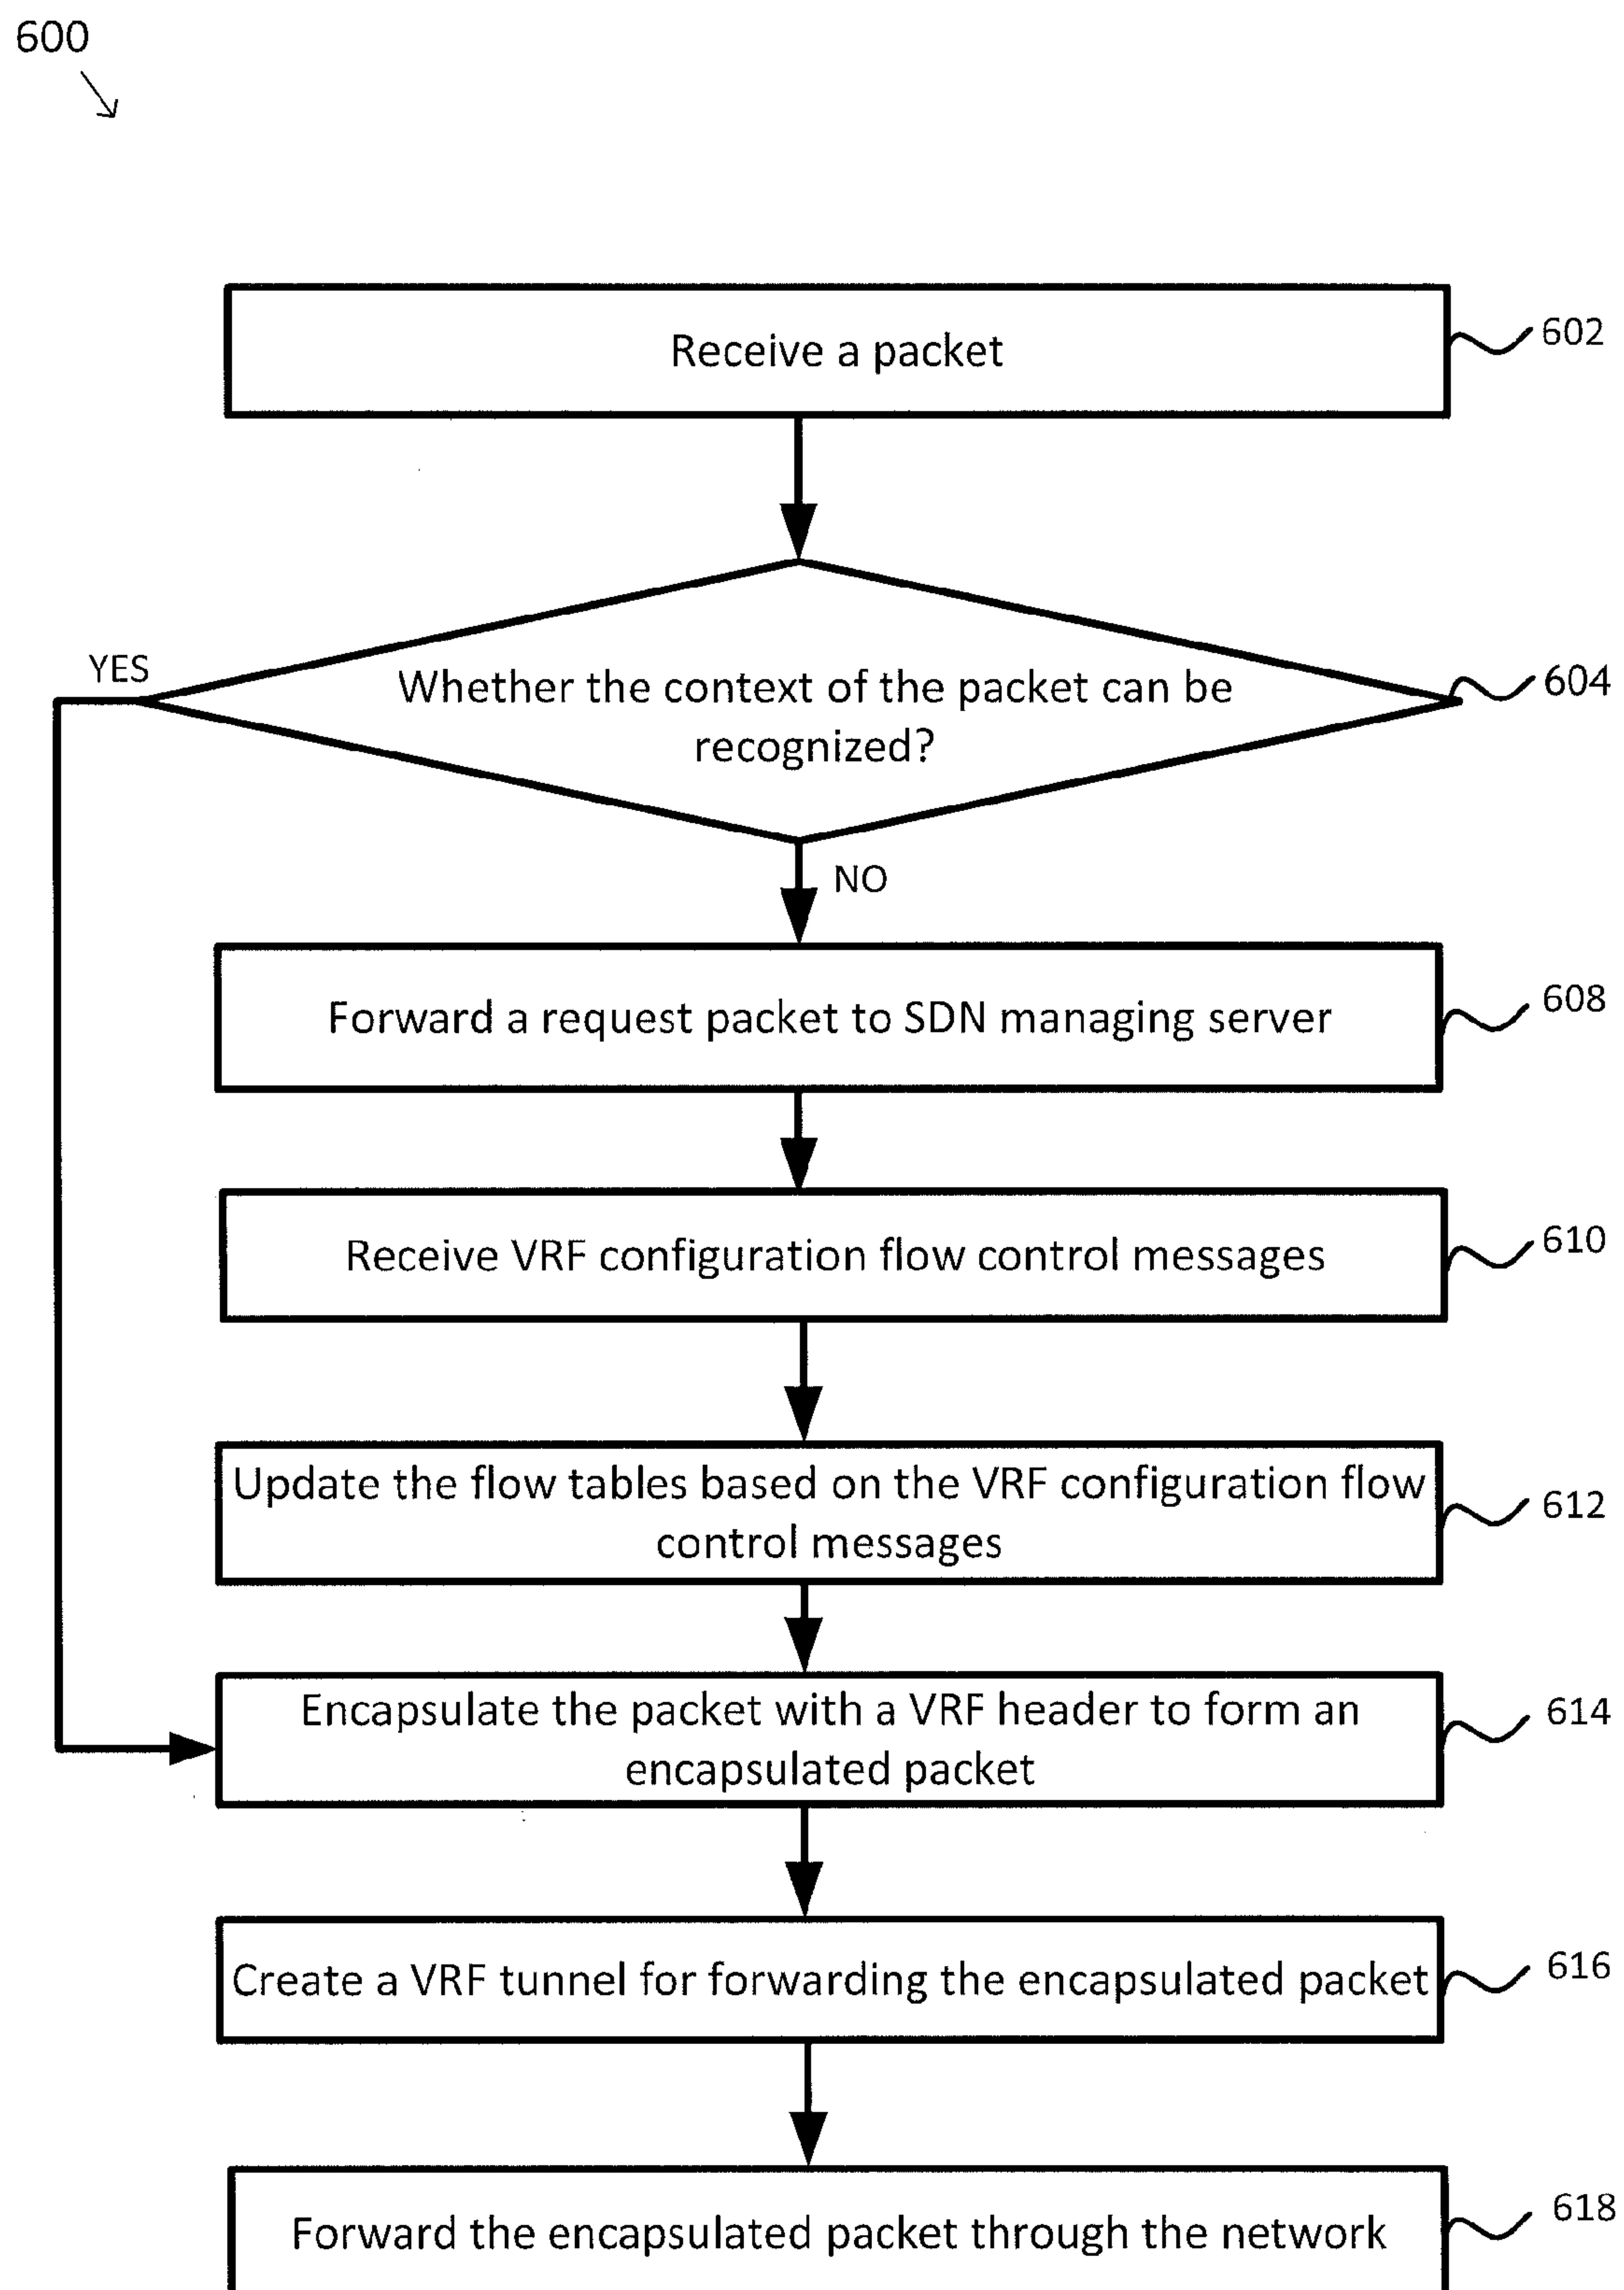 600
Receive a packet
602
YES
Whether the context of the packet can be
recognized?
604
NO
Forward a request packet to SDN managing server
608
Receive VRF configuration flow control messages
610
Update the flow tables based on the VRF configuration flow
control messages
612
Encapsulate the packet with a VRF header to form an
encapsulated packet
614
Create a VRF tunnel for forwarding the encapsulated packet
616
Forward the encapsulated packet through the network
618